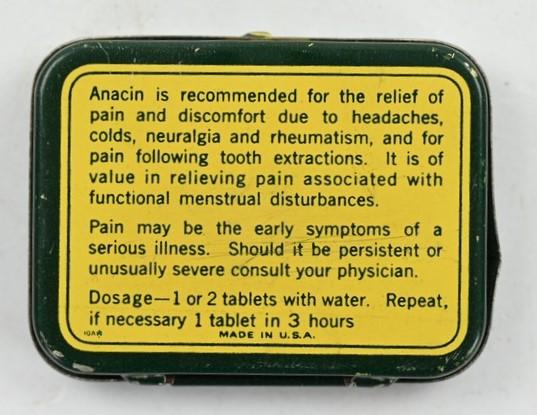 Anacin is recommended for the relief of
pain and discomfort due to headaches,
colds, neuralgia and rheumatism, and for
pain following tooth extractions. It is of
value in relieving pain associated with
functional menstrual disturbances.
Pain may be the early symptoms of a
serious illness. Should it be persistent or
unusually severe consult your physician.
Dosage—1 or 2 tablets with water. Repeat,
if necessary 1 tablet in 3 hours
MADE IN U.S.A.